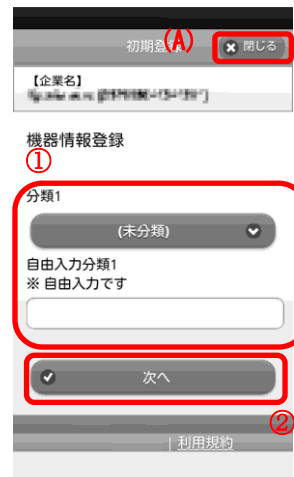 初期登録 (A) 閉じる
【企業名】
機器情報登録
①
分類1
(未分類)
自由入力分類1
※ 自由入力です
次へ
②
| 利用規約